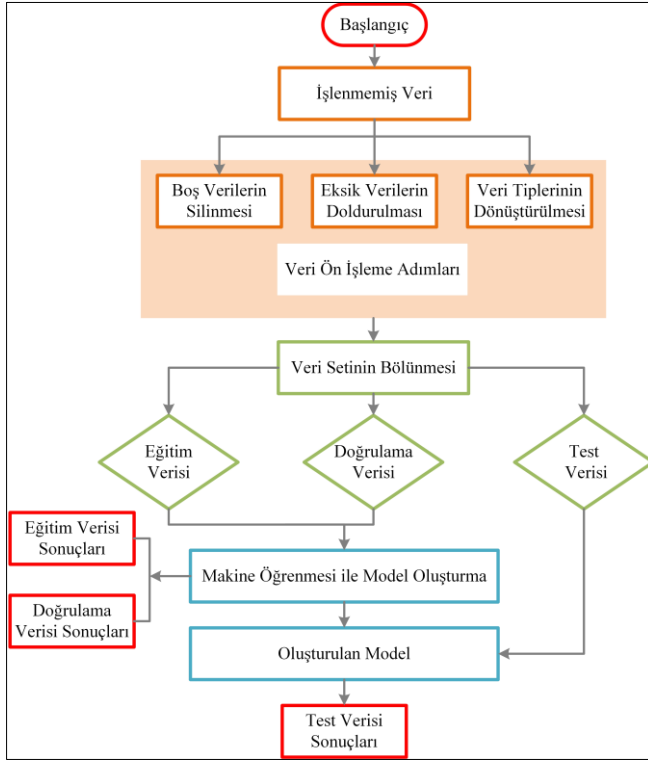 Başlangıç
İşlenmemiş Veri
Boş Verilerin
Silinmesi
Eksik Verilerin
Doldurulması
Veri Tiplerinin
Dönüştürülmesi
Veri Ön İşleme Adımları
Veri Setinin Bölünmesi
Eğitim
Verisi
Doğrulama
Verisi
Test
Verisi
Eğitim Verisi
Sonuçları
Doğrulama
Verisi Sonuçları
Makine Öğrenmesi ile Model Oluşturma
Oluşturulan Model
Test Verisi
Sonuçları